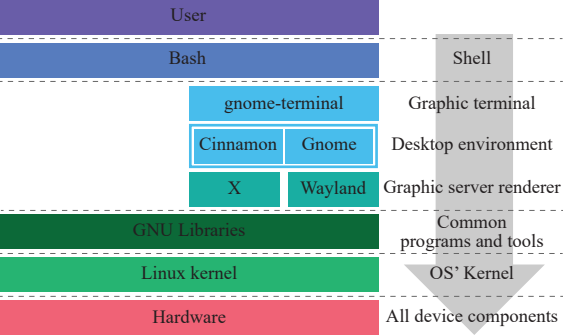 User
Bash
Shell
gnome-terminal
Graphic terminal
Cinnamon
Gnome
Desktop environment
X
Wayland
Graphic server renderer
GNU Libraries
Common
programs and tools
Linux kernel
OS’ Kernel
Hardware
All device components